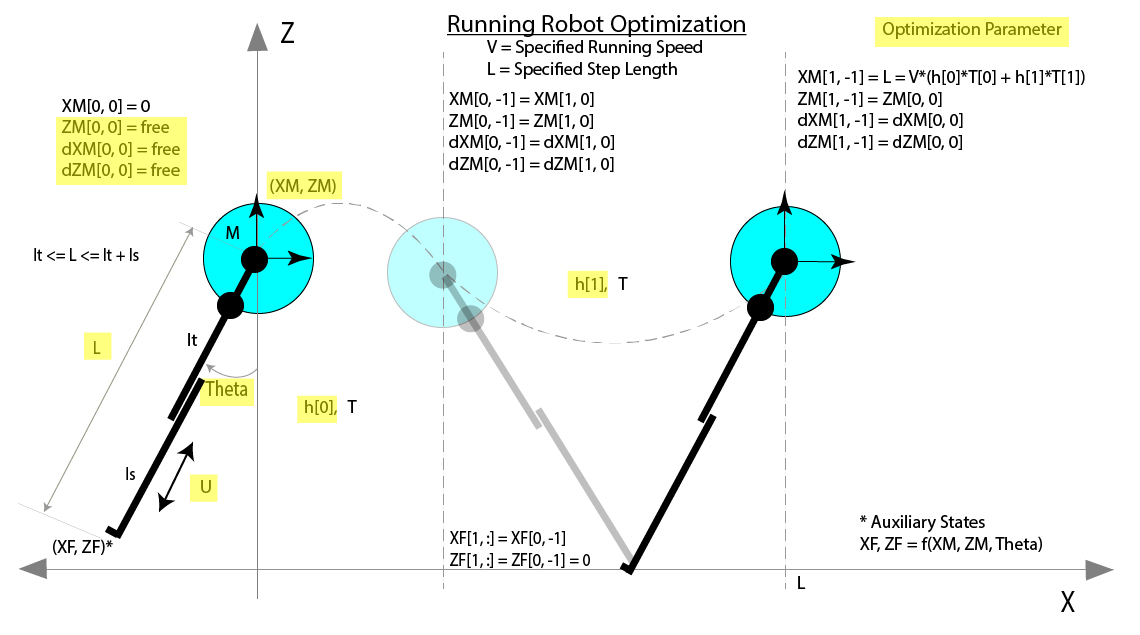 Running Robot Optimization
V = Specified Running Speed
L = Specified Step Length
Optimization Parameter
Z
XM[0, 0] = 0
ZM[0, 0] = free
dXM[0, 0] = free
dZM[0, 0] = free
XM[0, -1] = XM[1, 0]
ZM[0, -1] = ZM[1, 0]
dXM[0, -1] = dXM[1, 0]
dZM[0, -1] = dZM[1, 0]
XM[1, -1] = L = V*(h[0]*T[0] + h[1]*T[1])
ZM[1, -1] = ZM[0, 0]
dXM[1, -1] = dXM[0, 0]
dZM[1, -1] = dZM[0, 0]
(XM, ZM)
M
lt <= L <= lt + ls
h[1], T
L
lt
Theta
h[0], T
ls
U
(XF, ZF)*
XF[1, :] = XF[0, -1]
ZF[1, :] = ZF[0, -1] = 0
* Auxiliary States
XF, ZF = f(XM, ZM, Theta)
L
X